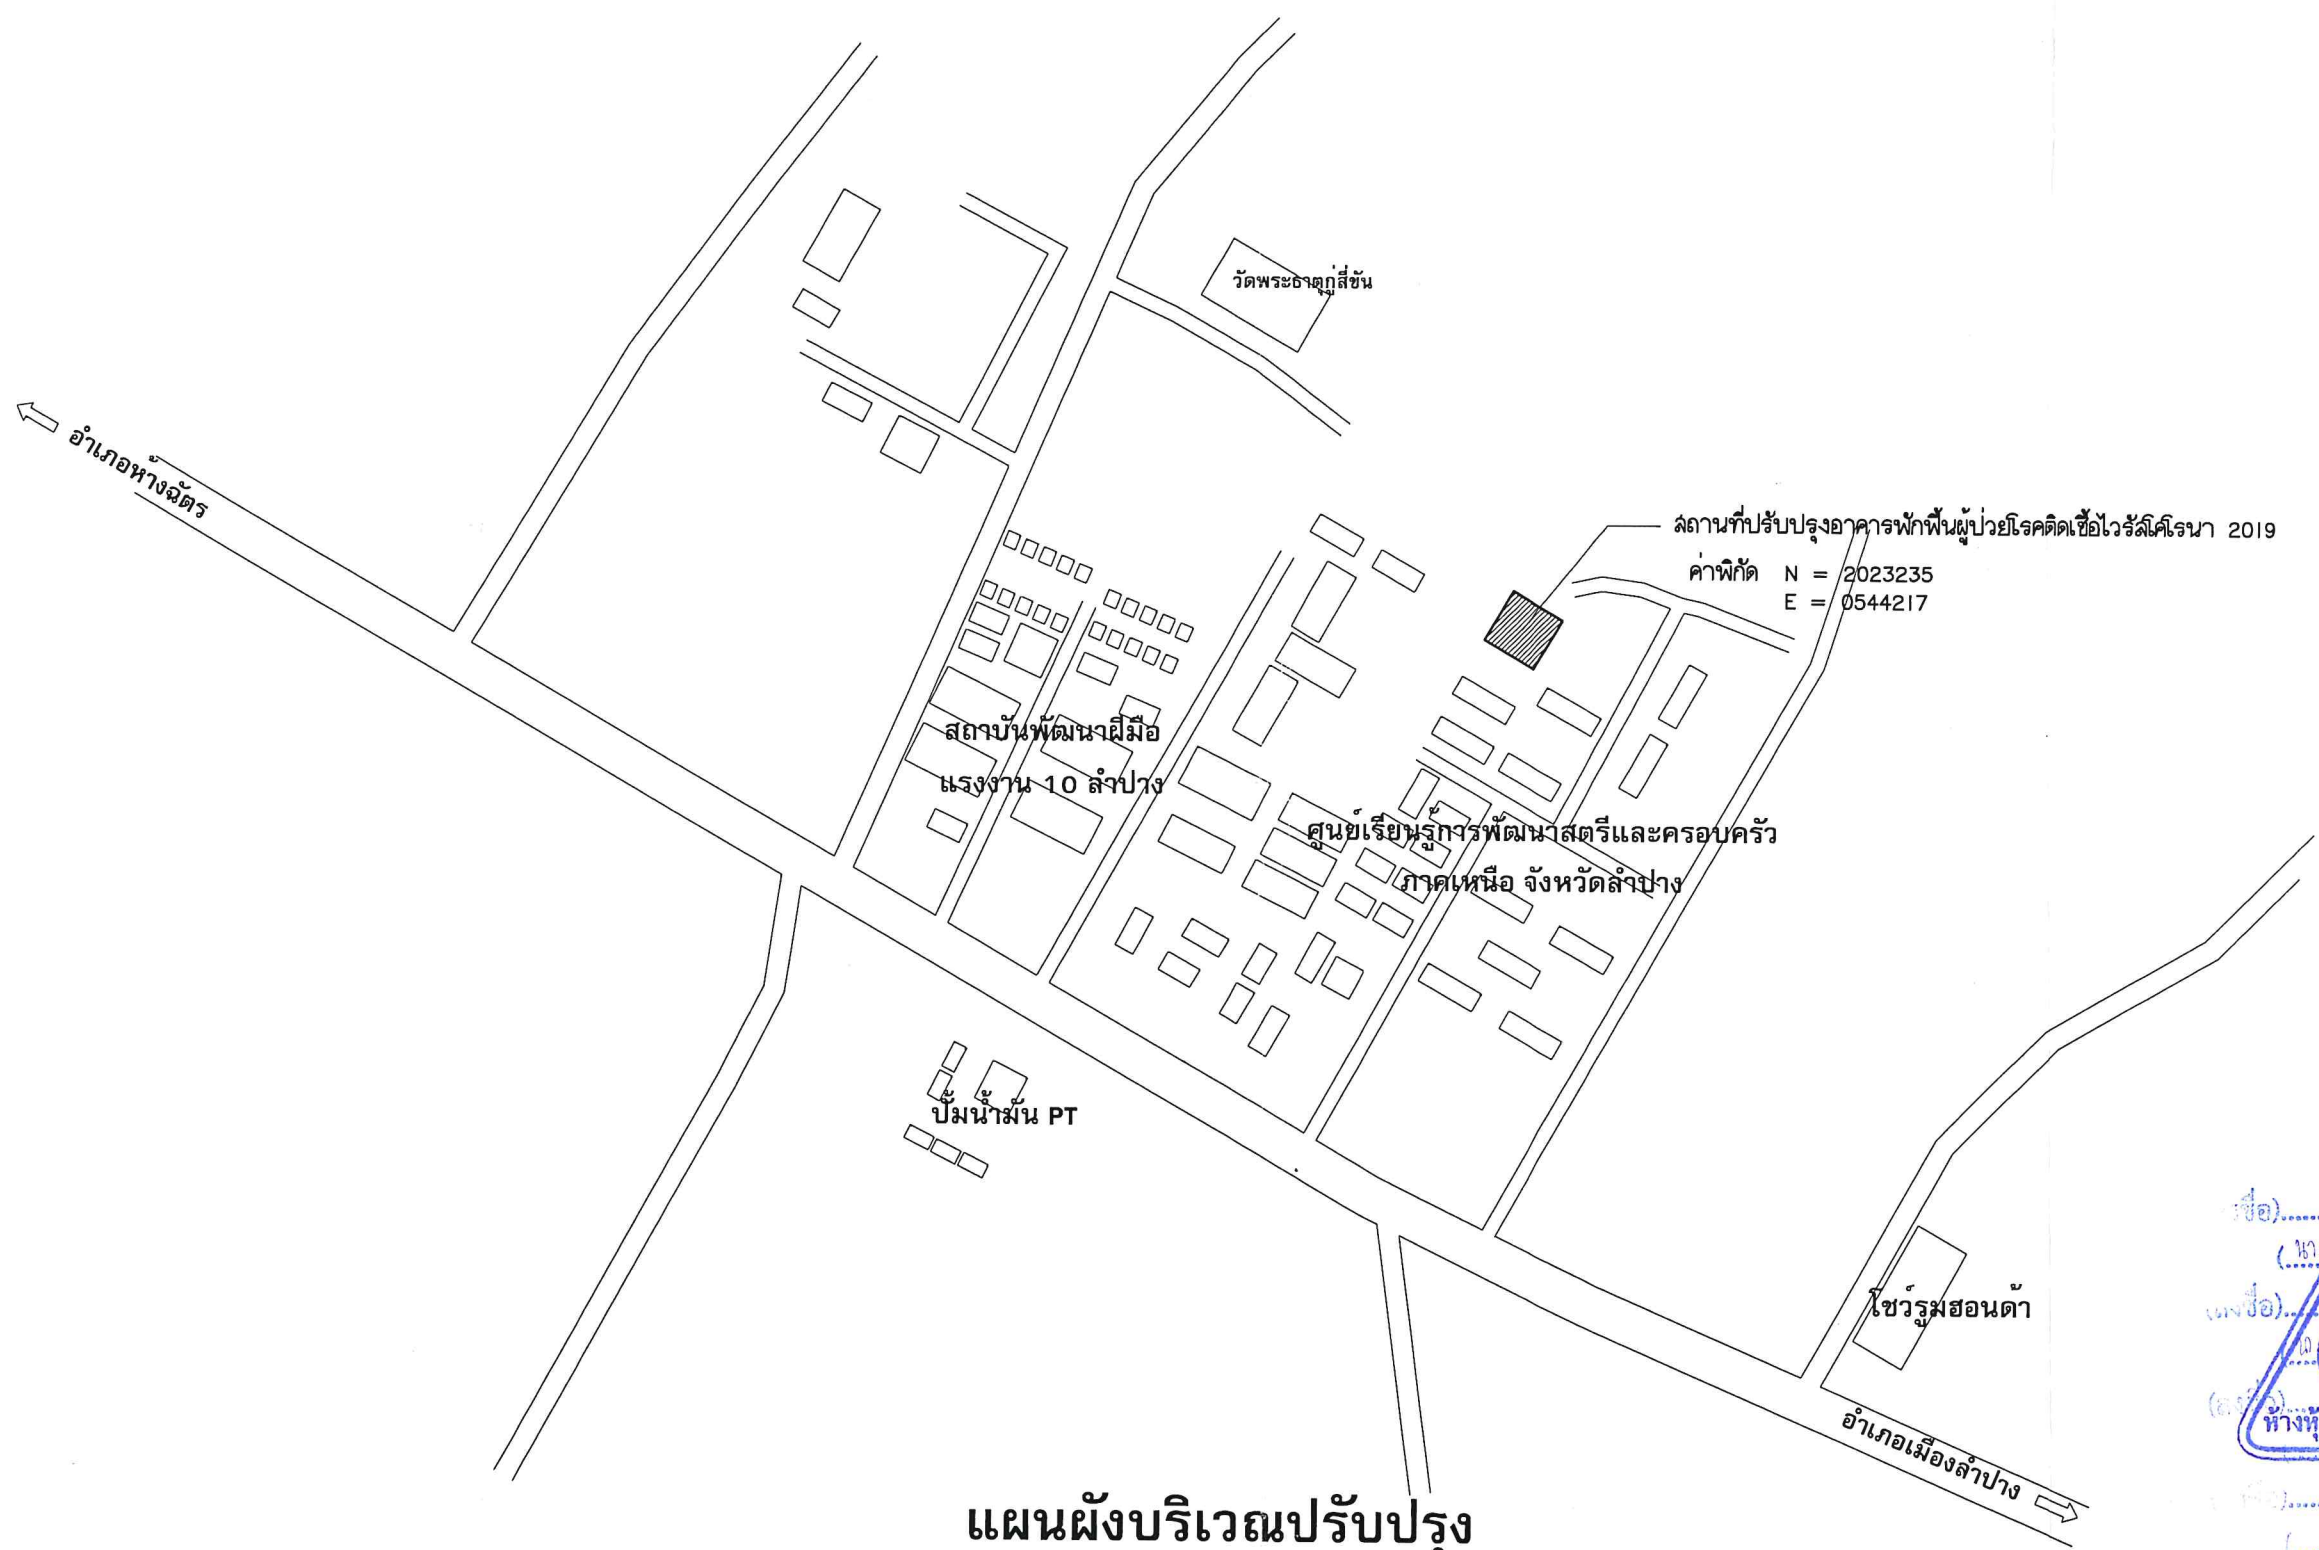 วัดพระธาตุกู่สี่ขัน
อำเภอห้างฉัตร
สถานที่ปรับปรุงอาคารพักฟื้นผู้ป่วยโรคติดเชื้อไวรัสโคโรนา 2019
ค่าพิกัด N = 2023235
E = 0544217
สถาบันพัฒนาฝีมือ
แรงงาน 10 ลำปาง
ศูนย์เรียนรู้การพัฒนาสตรีและครอบครัว
ภาคเหนือ จังหวัดลำปาง
ปั้มน้ำมัน PT
โชว์รูมฮอนด้า
อำเภอเมืองลำปาง
(ลงชื่อ)
ห้างหุ้
แผนผังบริเวณปรับปรุง